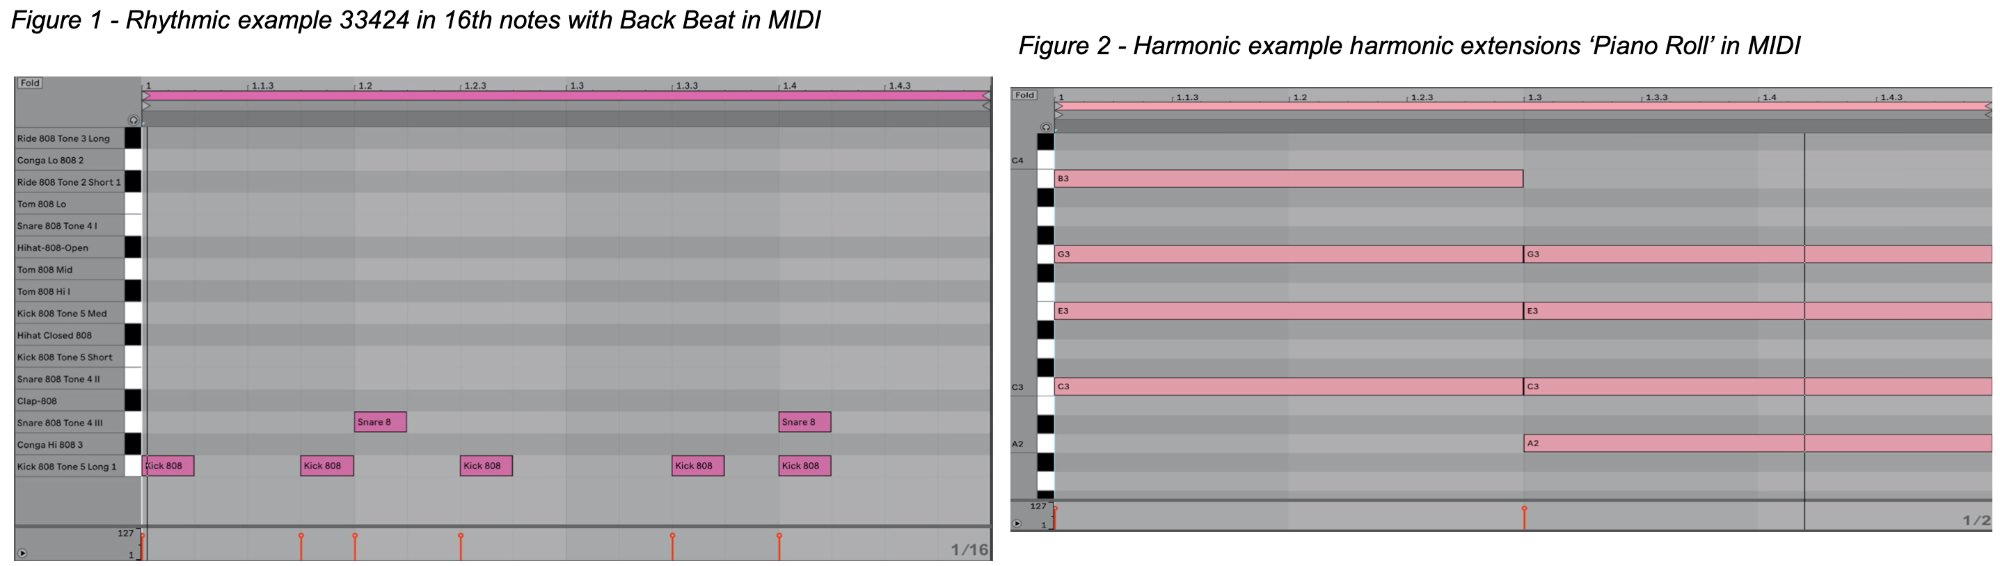 Figure 1 - Rhythmic example 33424 in 16th notes with Back Beat in MIDI
Fold
1 1.1.3 1.2 1.2.3 1.3 1.3.3 1.4 1.4.3
Ride 808 Tone 3 Long
Conga Lo 808 2
Ride 808 Tone 2 Short 1
Tom 808 Lo
Snare 808 Tone 4 I
Hihat-808-Open
Tom 808 Mid
Tom 808 Hi I
Kick 808 Tone 5 Med
Hihat Closed 808
Kick 808 Tone 5 Short
Snare 808 Tone 4 II
Clap-808
Snare 808 Tone 4 III Snare 8 Snare 8
Conga Hi 808 3
Kick 808 Tone 5 Long 1 Kick 808 Kick 808 Kick 808 Kick 808 Kick 808
127
1
1/16
Figure 2 - Harmonic example harmonic extensions ‘Piano Roll’ in MIDI
Fold
1 1.1.3 1.2 1.2.3 1.3 1.3.3 1.4 1.4.3
C4
B3
G3 G3
E3 E3
C3 C3 C3
A2 A2
127
1
1/2